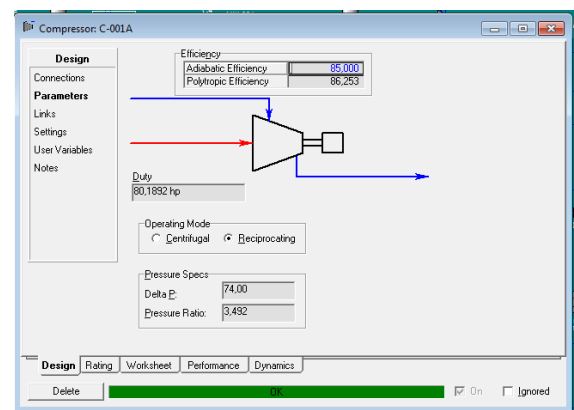 Compressor: C-001A
Design
Connections
Parameters
Links
Settings
User Variables
Notes
Efficiency
Adiabatic Efficiency 85,000
Polytropic Efficiency 86,253
Duty
80,1892 hp
Operating Mode
Centrifugal Reciprocating
Pressure Specs
Delta P: 74,00
Pressure Ratio: 3,492
Design Rating Worksheet Performance Dynamics
Delete OK On Ignored